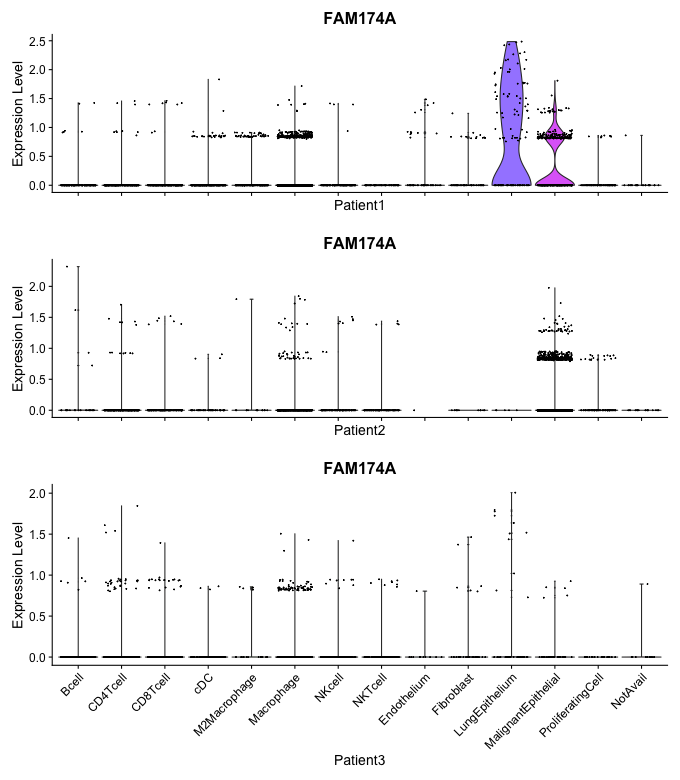 FAM174A
Expression Level
2.5
2.0
1.5
1.0
0.5
0.0
Patient1
FAM174A
Expression Level
2.0
1.5
1.0
0.5
0.0
Patient2
FAM174A
Expression Level
2.0
1.5
1.0
0.5
0.0
Bcell
CD4Tcell
CD8Tcell
cDC
M2Macrophage
Macrophage
NKcell
NKTcell
Endothelium
Fibroblast
LungEpithelium
MalignantEpithelial
ProliferatingCell
NotAvail
Patient3